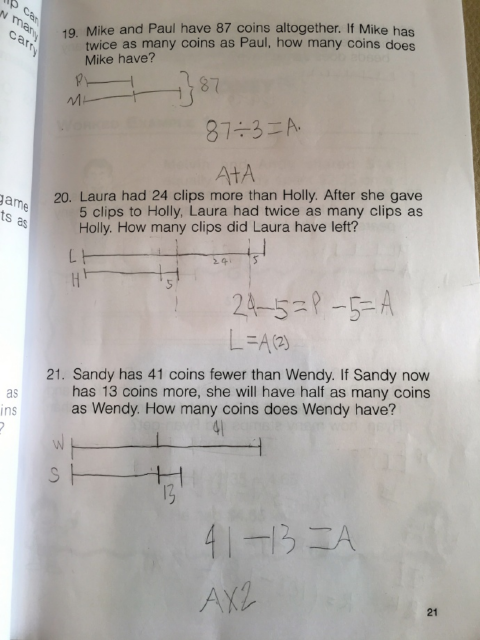 19. Mike and Paul have 87 coins altogether. If Mike has
twice as many coins as Paul, how many coins does
Mike have?
P
M
87
87÷3=A.
A+A
20. Laura had 24 clips more than Holly. After she gave
5 clips to Holly, Laura had twice as many clips as
Holly. How many clips did Laura have left?
L
24 5
H
5
24-5=P -5=A
L=A(2)
21. Sandy has 41 coins fewer than Wendy. If Sandy now
has 13 coins more, she will have half as many coins
as Wendy. How many coins does Wendy have?
41
W
S
13
41-13=A
A×2
21
carry
game
ts as
as
ins
?